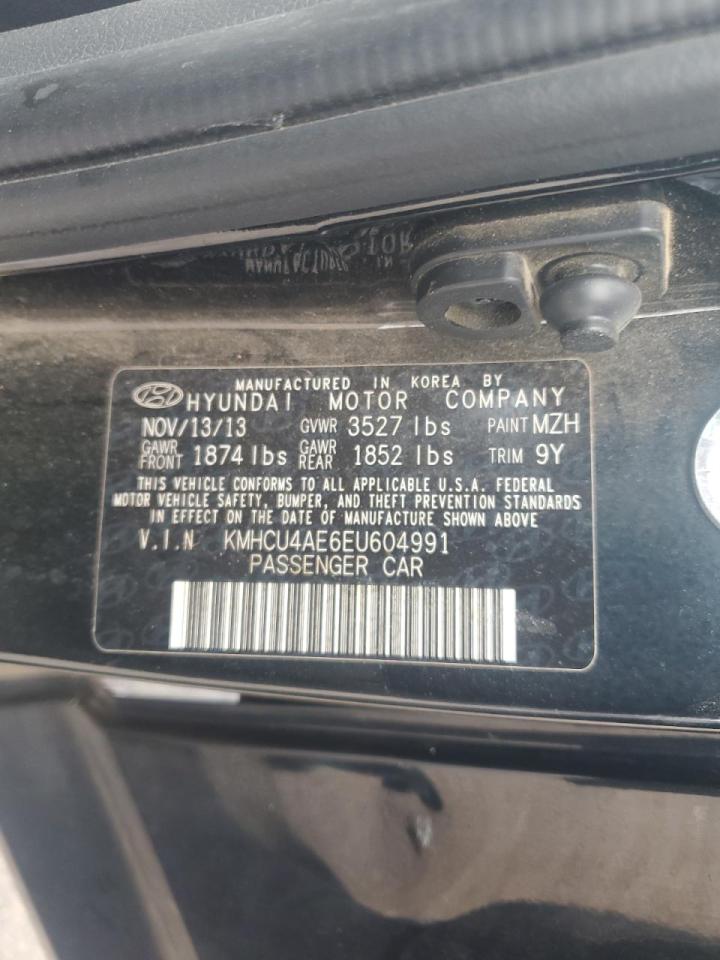 MANUFACTURED IN KOREA BY
HYUNDAI MOTOR COMPANY
NOV/13/13 GVWR 3527 lbs PAINT MZH
GAWR FRONT 1874 lbs GAWR REAR 1852 lbs TRIM 9Y
THIS VEHICLE CONFORMS TO ALL APPLICABLE U.S.A. FEDERAL
MOTOR VEHICLE SAFETY, BUMPER, AND THEFT PREVENTION STANDARDS
IN EFFECT ON THE DATE OF MANUFACTURE SHOWN ABOVE
V.I.N KMHCU4AE6EU604991
PASSENGER CAR